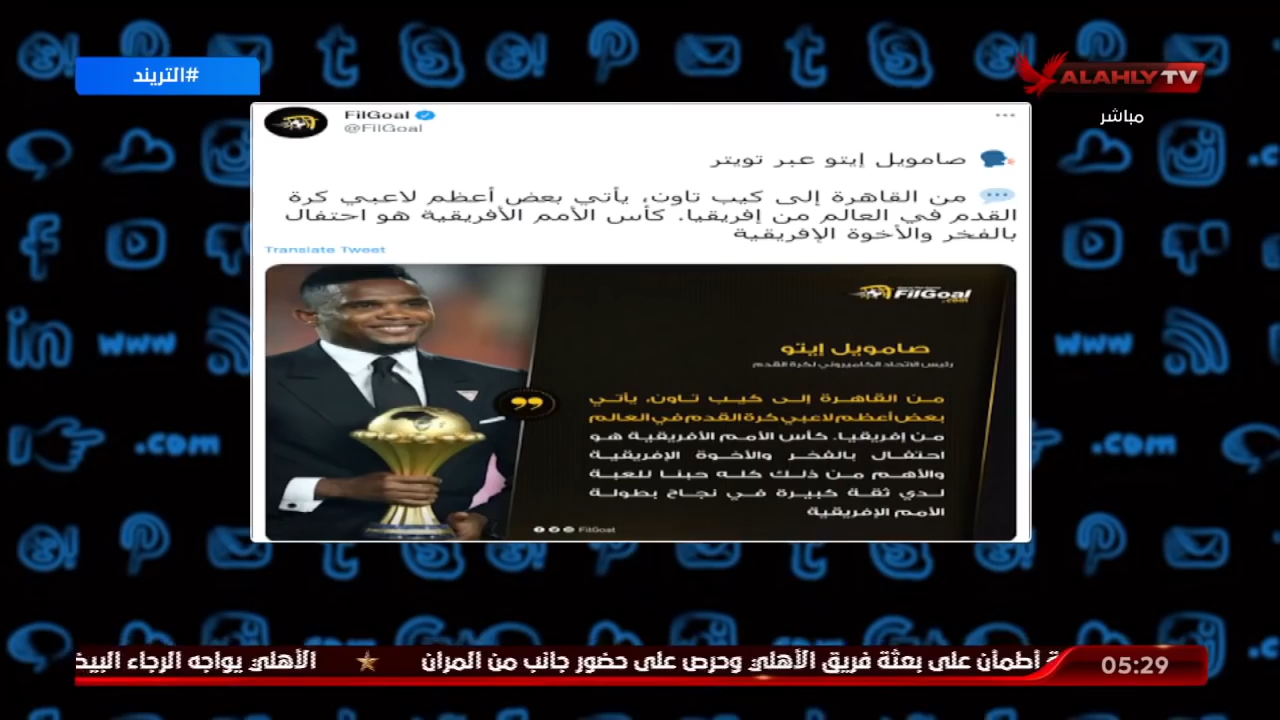 #التريند
ALAHLY TV
مباشر
FilGoal
@FilGoal
صامويل إيتو عبر تويتر
من القاهرة إلى كيب تاون، يأتي بعض أعظم لاعبي كرة
القدم في العالم من إفريقيا. كأس الأمم الأفريقية هو احتفال
بالفخر والأخوة الإفريقية
Translate Tweet
FilGoal
.com
صامويل إيتو
رئيس الاتحاد الكاميروني لكرة القدم
من القاهرة إلى كيب تاون، يأتي
بعض أعظم لاعبي كرة القدم في العالم
من إفريقيا. كأس الأمم الأفريقية هو
احتفال بالفخر والأخوة الإفريقية
والأهم من ذلك كله حبنا للعبة
لدي ثقة كبيرة في نجاح بطولة
الأمم الإفريقية
FilGoal
www
www
.com
.com
أطمأن على بعثة فريق الأهلي وحرص على حضور جانب من المران
الأهلي يواجه الرجاء
05:29